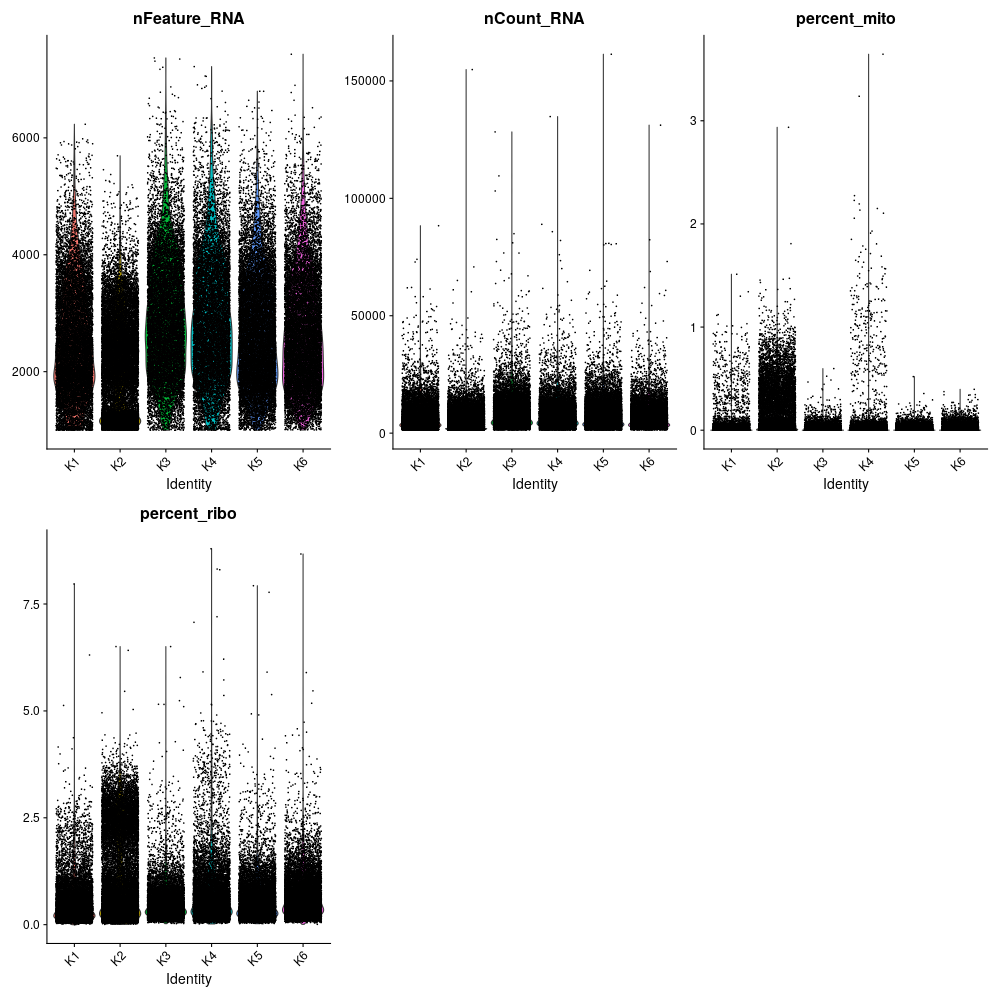 nFeature_RNA
6000
4000
2000
K1 K2 K3 K4 K5 K6
Identity
nCount_RNA
150000
100000
50000
0
K1 K2 K3 K4 K5 K6
Identity
percent_mito
3
2
1
0
K1 K2 K3 K4 K5 K6
Identity
percent_ribo
7.5
5.0
2.5
0.0
K1 K2 K3 K4 K5 K6
Identity